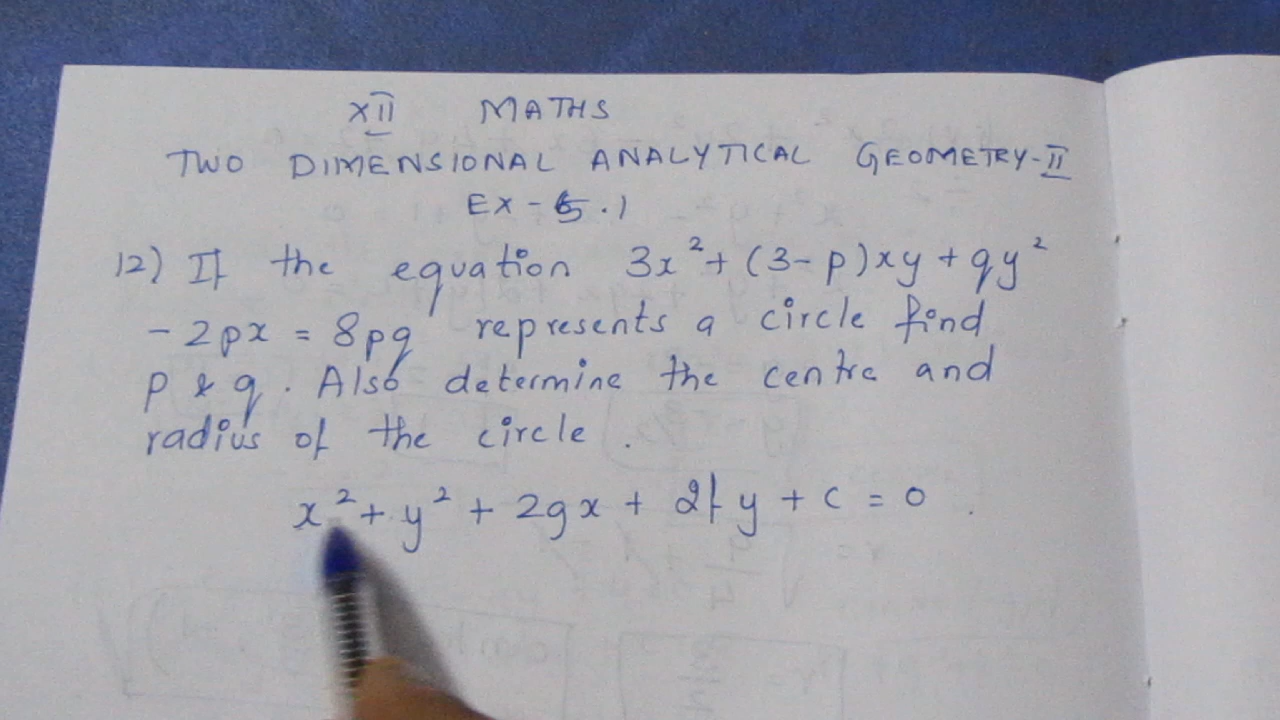 XII MATHS
TWO DIMENSIONAL ANALYTICAL GEOMETRY-II
EX - 5.1
12) If the equation 3x² + (3-p)xy + qy²
- 2px = 8pq represents a circle find
p & q. Also determine the centre and
radius of the circle.
x² + y² + 2gx + 2fy + c = 0.